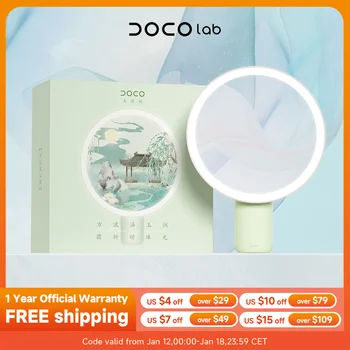 DOCO lab
DOCO
1 Year Official Warranty
FREE shipping
US $4 off over $29
US $10 off over $79
US $7 off over $49
US $15 off over $109
Code valid from Jan 12,00:00-Jan 18,23:59 CET